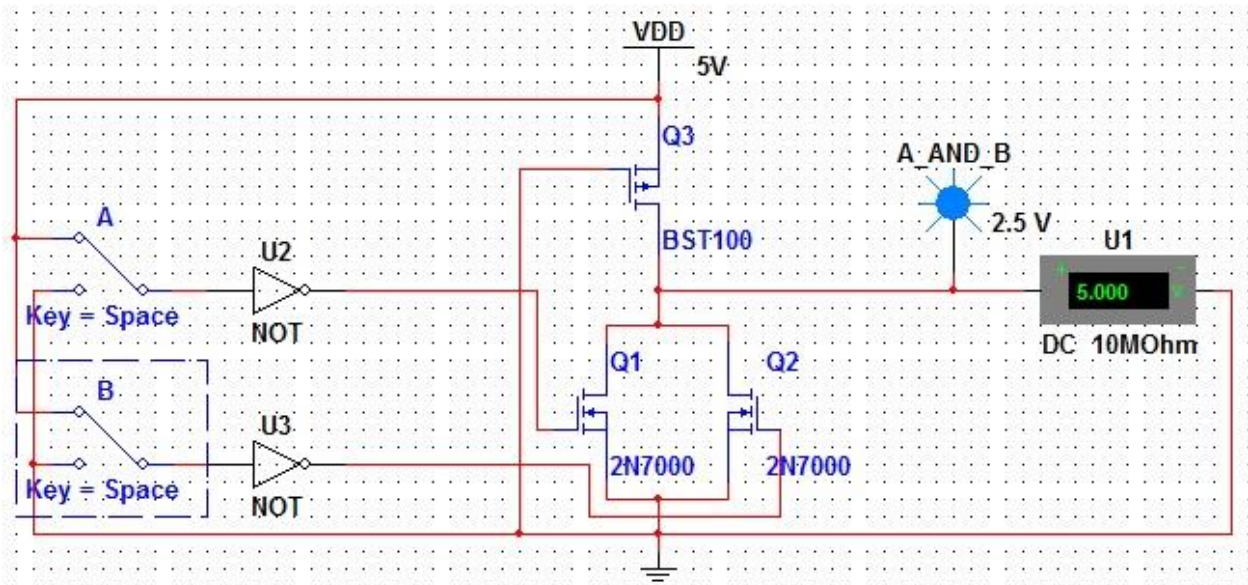 VDD
5V
Q3
A_AND_B
BST100
2.5 V
A
U2
U1
+
-
5.000
V
Key = Space
NOT
DC 10MOhm
Q1
Q2
B
U3
2N7000
2N7000
Key = Space
NOT